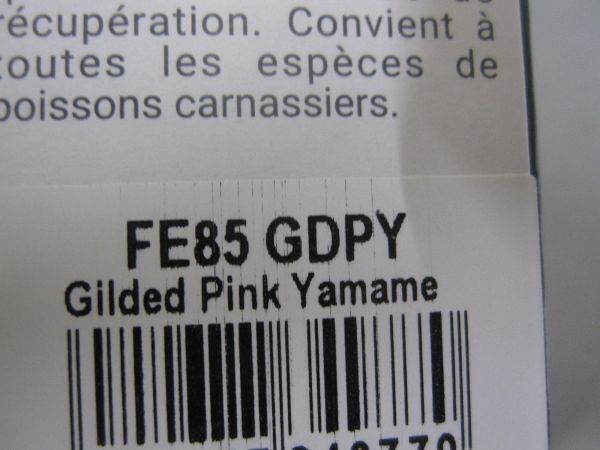 récupération. Convient à
toutes les espèces de
poissons carnassiers.
FE85 GDPY
Gilded Pink Yamame